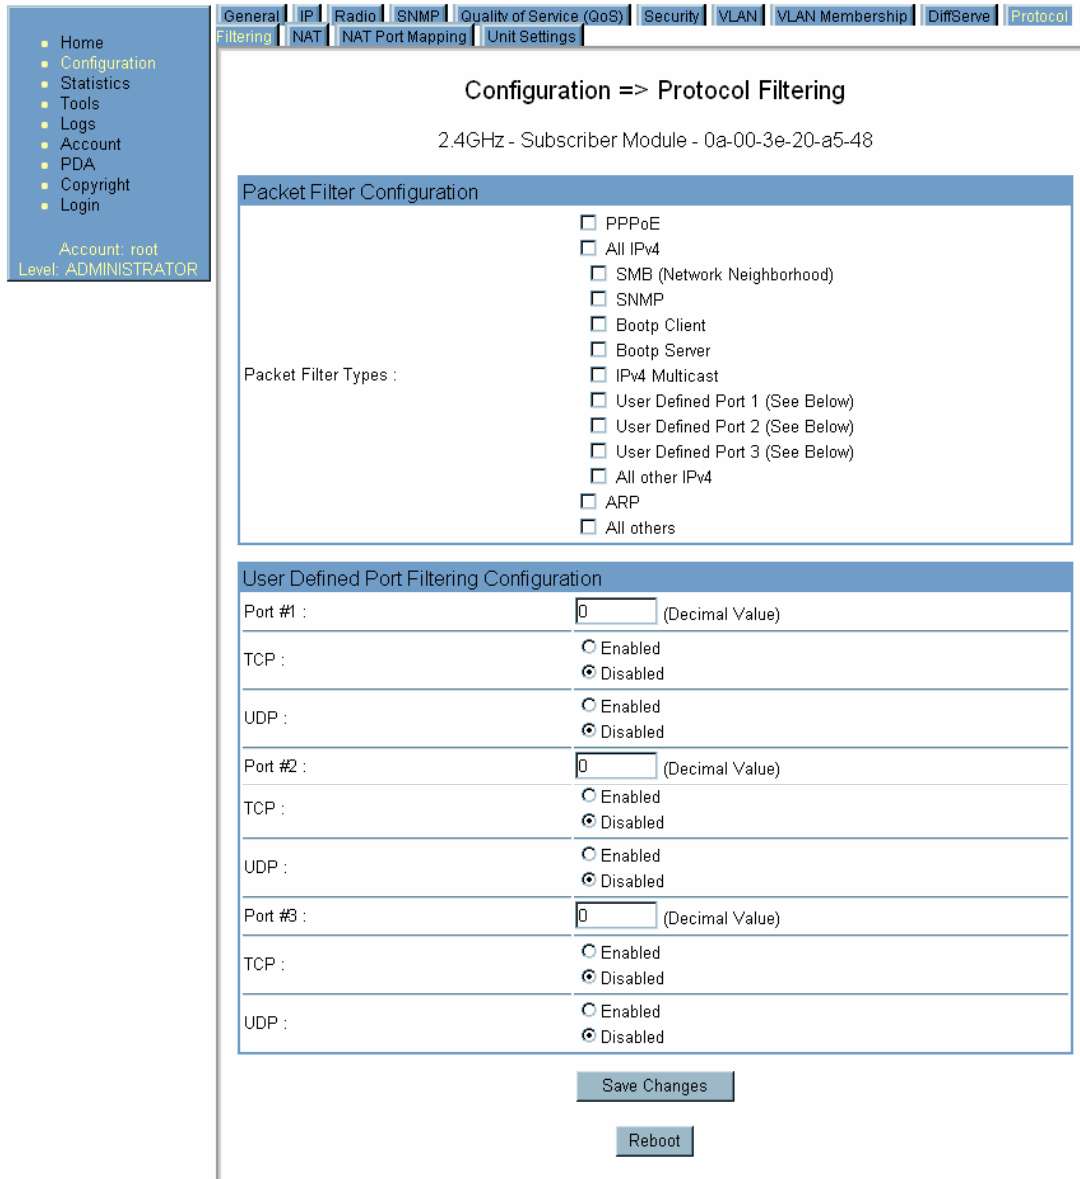 General IP Radio SNMP Quality of Service (QoS) Security VLAN VLAN Membership DiffServe Protocol
Filtering NAT NAT Port Mapping Unit Settings
Home
Configuration
Statistics
Tools
Logs
Account
PDA
Copyright
Login
Account: root
Level: ADMINISTRATOR
Configuration => Protocol Filtering
2.4GHz - Subscriber Module - 0a-00-3e-20-a5-48
Packet Filter Configuration
Packet Filter Types :
PPPoE
All IPv4
SMB (Network Neighborhood)
SNMP
Bootp Client
Bootp Server
IPv4 Multicast
User Defined Port 1 (See Below)
User Defined Port 2 (See Below)
User Defined Port 3 (See Below)
All other IPv4
ARP
All others
User Defined Port Filtering Configuration
Port #1 : 0 (Decimal Value)
TCP :
Enabled
Disabled
UDP :
Enabled
Disabled
Port #2 : 0 (Decimal Value)
TCP :
Enabled
Disabled
UDP :
Enabled
Disabled
Port #3 : 0 (Decimal Value)
TCP :
Enabled
Disabled
UDP :
Enabled
Disabled
Save Changes
Reboot